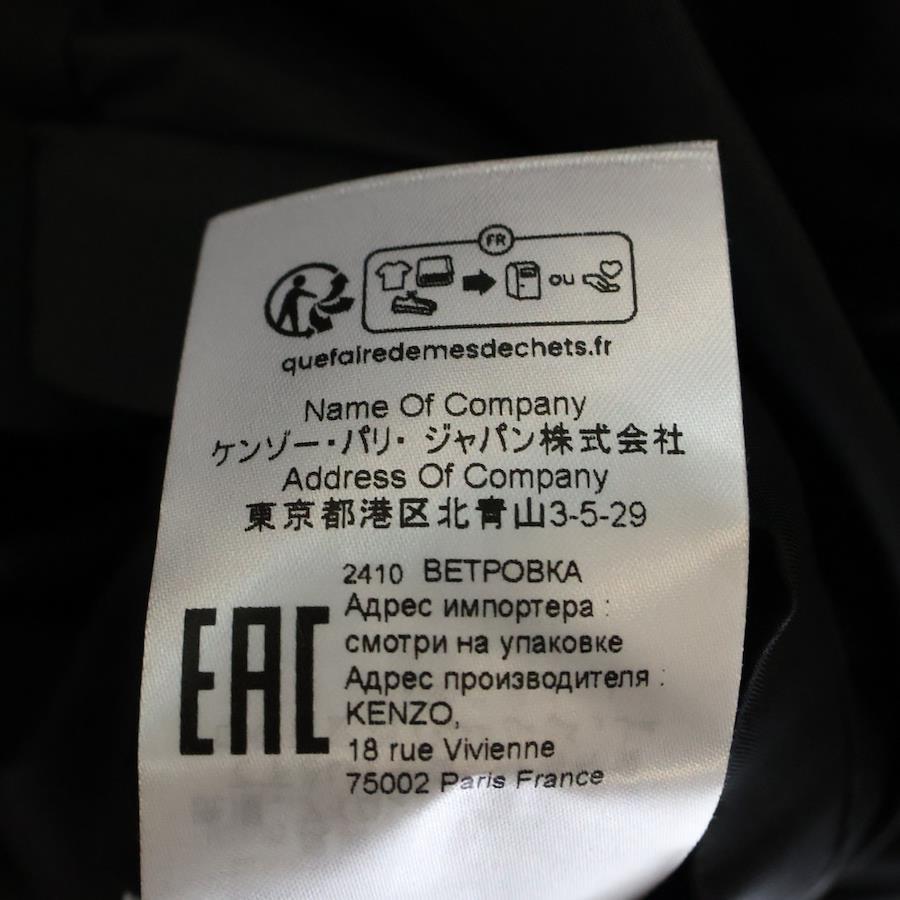 FR
ou
quefairedemesdechets.fr
Name Of Company
ケンゾー・パリ・ ジャパン株式会社
Address Of Company
東京都港区北青山3-5-29
2410 ВЕТРОВКА
Адрес импортера :
смотри на упаковке
Адрес производителя :
EAC
KENZO,
18 rue Vivienne
75002 Paris France